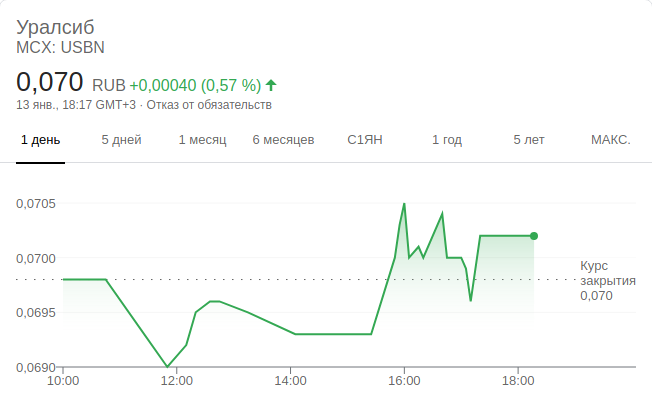 Уралсиб
MCX: USBN
0,070 RUB +0,00040 (0,57 %)
13 янв., 18:17 GMT+3 · Отказ от обязательств
1 день 5 дней 1 месяц 6 месяцев С1ЯН 1 год 5 лет МАКС.
0,0705
0,0700
Курс
закрытия
0,070
0,0695
0,0690
10:00 12:00 14:00 16:00 18:00